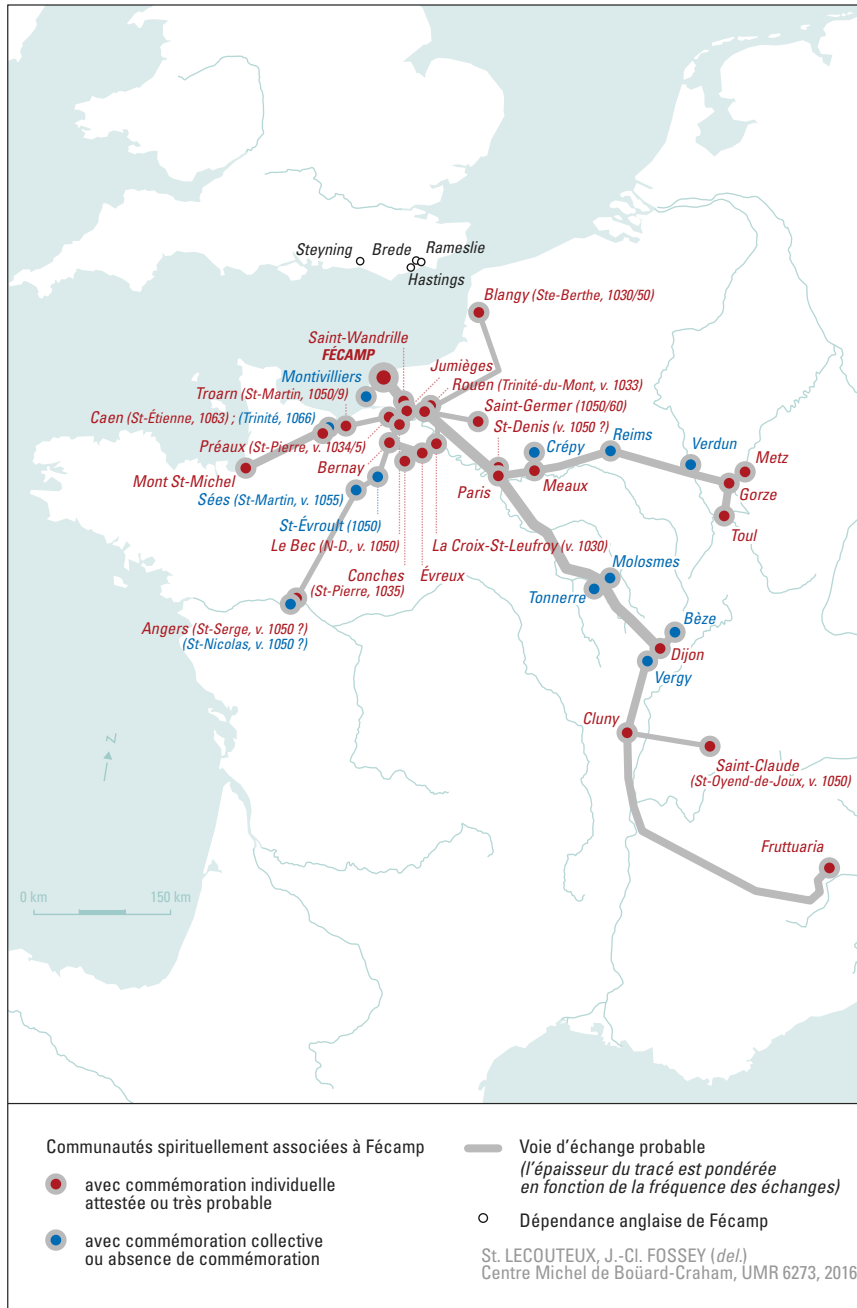 Steyning
Brede
Rameslie
Hastings
Blangy (Ste-Berthe, 1030/50)
Saint-Wandrille
FÉCAMP
Jumièges
Montivilliers
Rouen (Trinité-du-Mont, v. 1033)
Troarn (St-Martin, 1050/9)
Saint-Germer (1050/60)
Caen (St-Étienne, 1063) ; (Trinité, 1066)
St-Denis (v. 1050 ?)
Crépy
Reims
Verdun
Préaux (St-Pierre, v. 1034/5)
Metz
Bernay
Mont St-Michel
Paris
Meaux
Gorze
Sées (St-Martin, v. 1055)
Toul
St-Évroult (1050)
Le Bec (N-D., v. 1050)
La Croix-St-Leufroy (v. 1030)
Molosmes
Conches
(St-Pierre, 1035)
Évreux
Tonnerre
Bèze
Angers (St-Serge, v. 1050 ?)
(St-Nicolas, v. 1050 ?)
Dijon
Vergy
Cluny
N
Saint-Claude
(St-Oyend-de-Joux, v. 1050)
Fruttuaria
0 km
150 km
Communautés spirituellement associées à Fécamp
avec commémoration individuelle
attestée ou très probable
avec commémoration collective
ou absence de commémoration
Voie d'échange probable
(l'épaisseur du tracé est pondérée
en fonction de la fréquence des échanges)
Dépendance anglaise de Fécamp
St. LECOUTEUX, J.-Cl. FOSSEY (del.)
Centre Michel de Boüard-Craham, UMR 6273, 2016